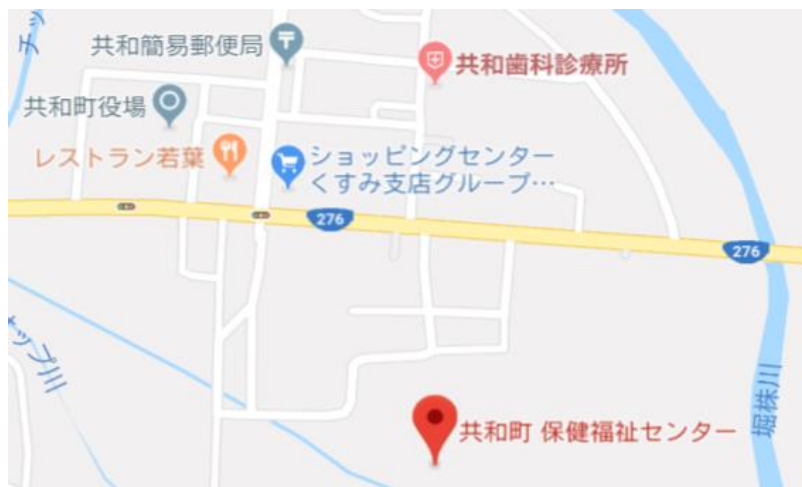 共和簡易郵便局
共和歯科診療所
共和町役場
レストラン若葉
ショッピングセンター
くすみ支店グループ…
276
276
堀株川
共和町 保健福祉センター